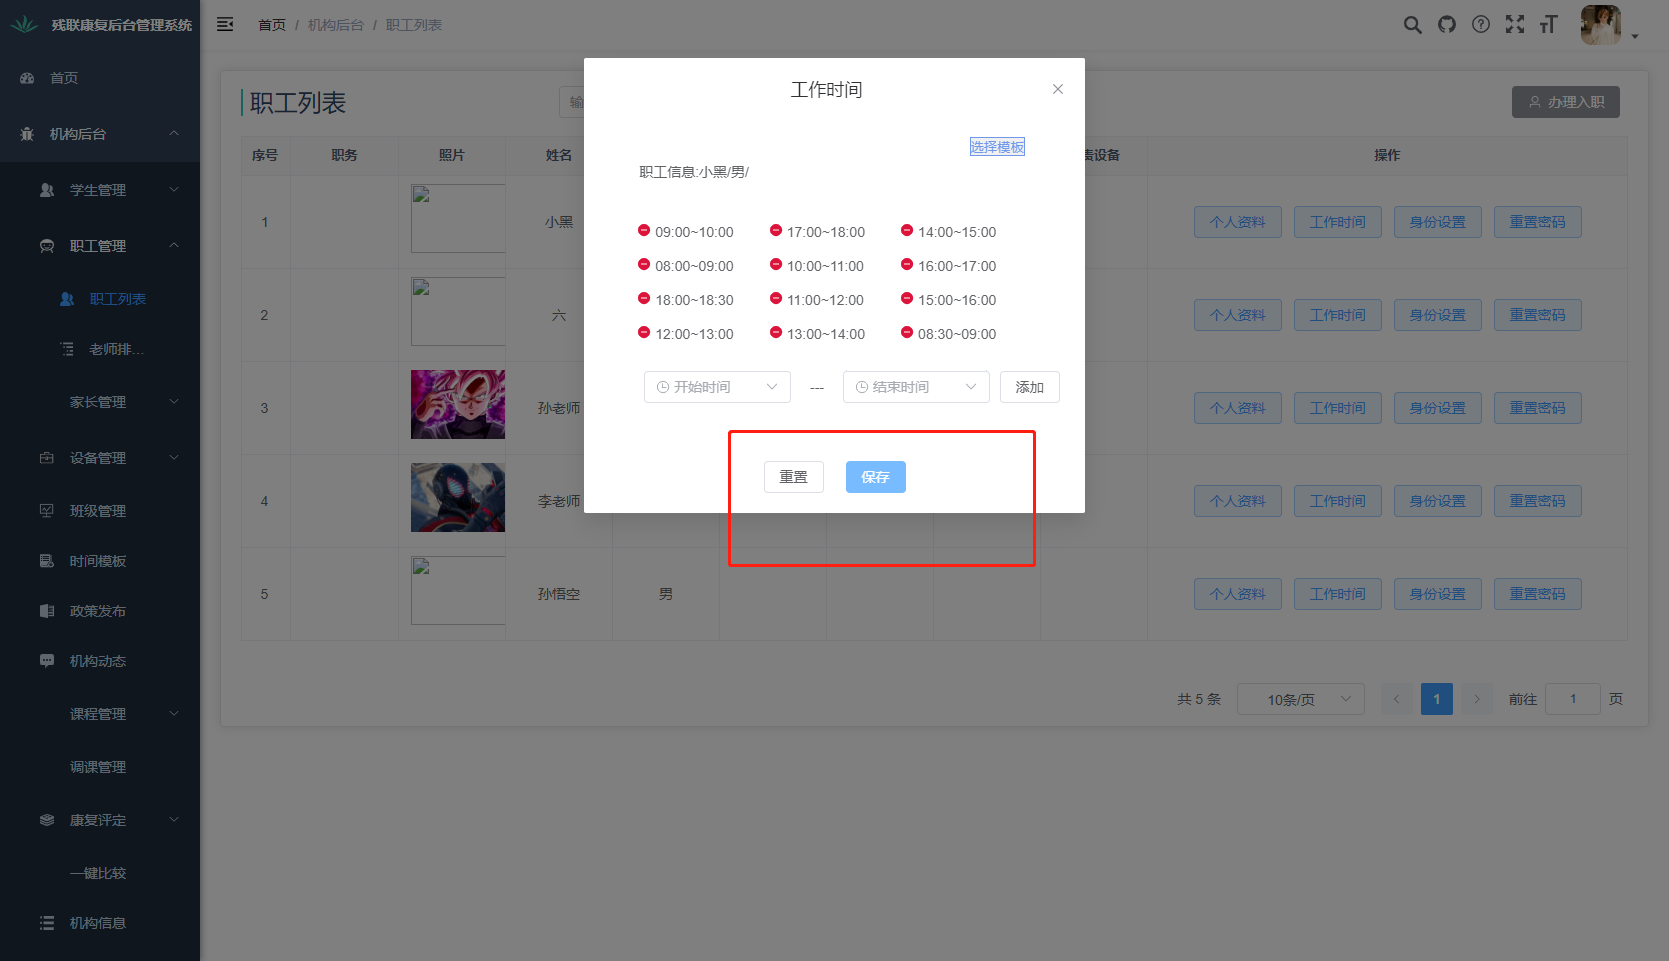 残联康复后台管理系统
首页 / 机构后台 / 职工列表
首页
机构后台
学生管理
职工管理
职工列表
老师排...
家长管理
设备管理
班级管理
时间模板
政策发布
机构动态
课程管理
调课管理
康复评定
一键比较
机构信息
职工列表
输
办理入职
序号 职务 照片 姓名 责设备 操作
1 小黑 个人资料 工作时间 身份设置 重置密码
2 六 个人资料 工作时间 身份设置 重置密码
3 孙老师 个人资料 工作时间 身份设置 重置密码
4 李老师 个人资料 工作时间 身份设置 重置密码
5 孙悟空 男 个人资料 工作时间 身份设置 重置密码
共 5 条 10条/页 1 前往 1 页
工作时间
选择模板
职工信息:小黑/男/
09:00~10:00 17:00~18:00 14:00~15:00
08:00~09:00 10:00~11:00 16:00~17:00
18:00~18:30 11:00~12:00 15:00~16:00
12:00~13:00 13:00~14:00 08:30~09:00
开始时间 --- 结束时间 添加
重置 保存